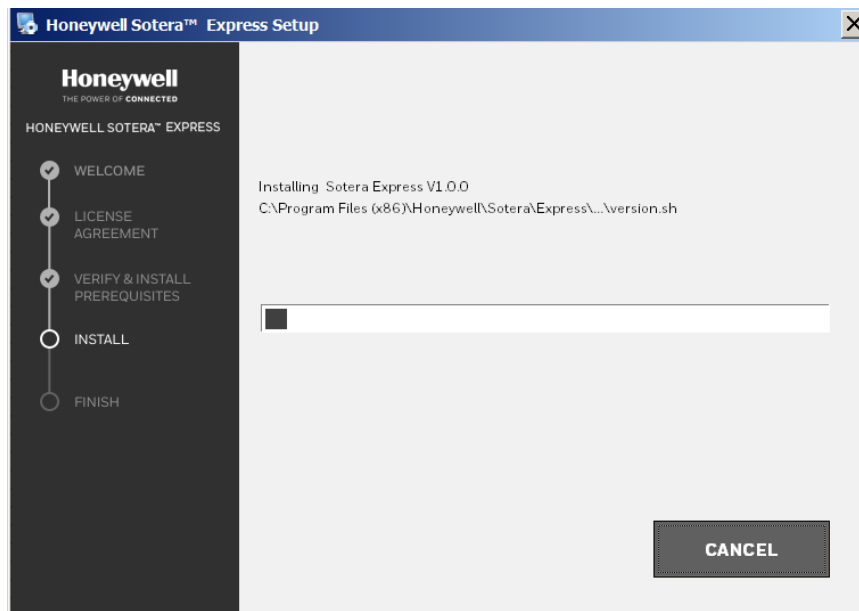 Honeywell Sotera™ Express Setup
Honeywell
THE POWER OF CONNECTED
HONEYWELL SOTERA™ EXPRESS
WELCOME
LICENSE
AGREEMENT
VERIFY & INSTALL
PREREQUISITES
INSTALL
FINISH
Installing Sotera Express V1.0.0
C:\Program Files (x86)\Honeywell\Sotera\Express\...\version.sh
CANCEL